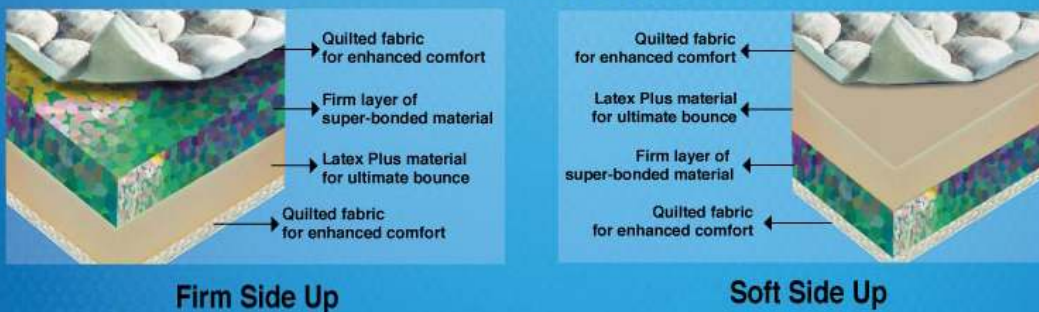 Quilted fabric
for enhanced comfort
Firm layer of
super-bonded material
Latex Plus material
for ultimate bounce
Quilted fabric
for enhanced comfort
Firm Side Up
Quilted fabric
for enhanced comfort
Latex Plus material
for ultimate bounce
Firm layer of
super-bonded material
Quilted fabric
for enhanced comfort
Soft Side Up